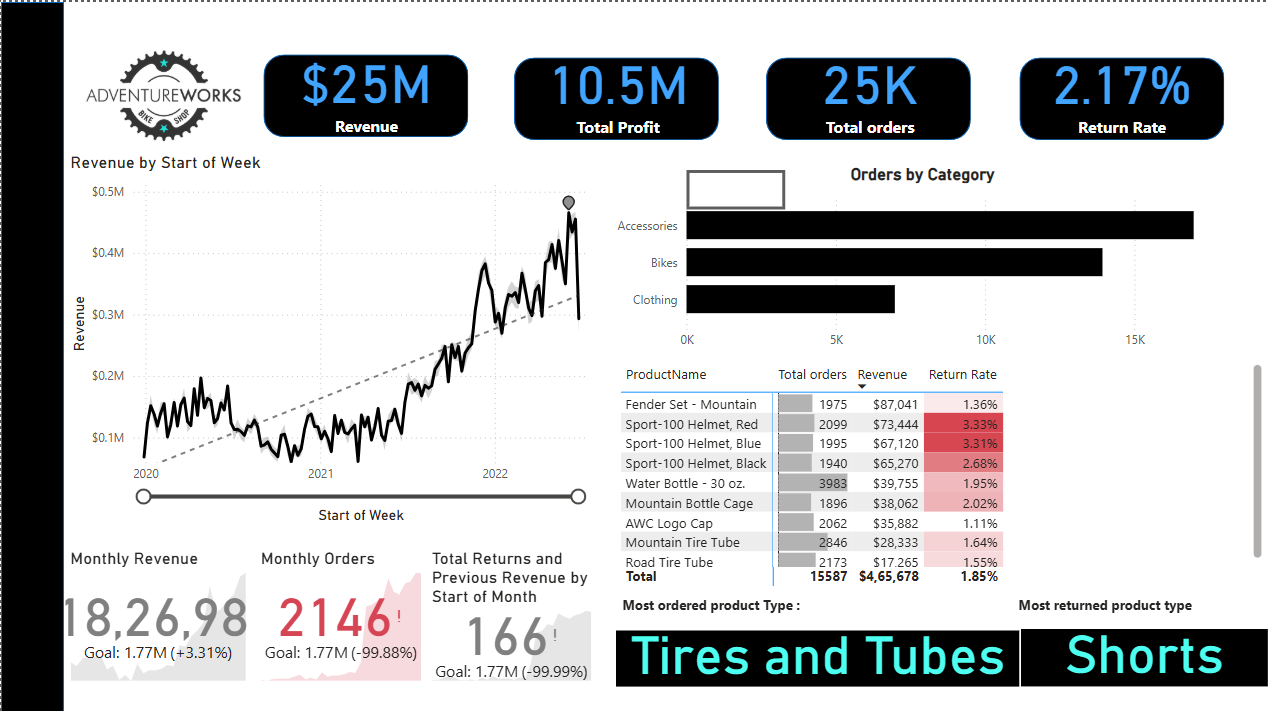 ADVENTUREWORKS
BIKE SHOP
$25M
Revenue
10.5M
Total Profit
25K
Total orders
2.17%
Return Rate
Revenue by Start of Week
$0.5M
$0.4M
$0.3M
$0.2M
$0.1M
Revenue
2020 2021 2022
Start of Week
Orders by Category
Accessories
Bikes
Clothing
0K 5K 10K 15K
ProductName Total orders Revenue Return Rate
Fender Set - Mountain 1975 $87,041 1.36%
Sport-100 Helmet, Red 2099 $73,444 3.33%
Sport-100 Helmet, Blue 1995 $67,120 3.31%
Sport-100 Helmet, Black 1940 $65,270 2.68%
Water Bottle - 30 oz. 3983 $39,755 1.95%
Mountain Bottle Cage 1896 $38,062 2.02%
AWC Logo Cap 2062 $35,882 1.11%
Mountain Tire Tube 2846 $28,333 1.64%
Road Tire Tube 2173 $17,265 1.55%
Total 15587 $4,65,678 1.85%
Monthly Revenue
18,26,98
Goal: 1.77M (+3.31%)
Monthly Orders
2146!
Goal: 1.77M (-99.88%)
Total Returns and
Previous Revenue by
Start of Month
166!
Goal: 1.77M (-99.99%)
Most ordered product Type :
Tires and Tubes
Most returned product type
Shorts